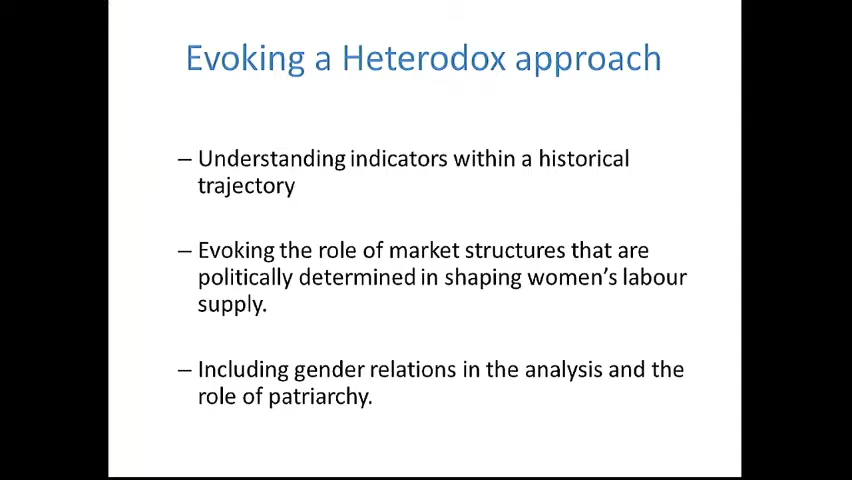 Evoking a Heterodox approach
– Understanding indicators within a historical
trajectory
– Evoking the role of market structures that are
politically determined in shaping women’s labour
supply.
– Including gender relations in the analysis and the
role of patriarchy.